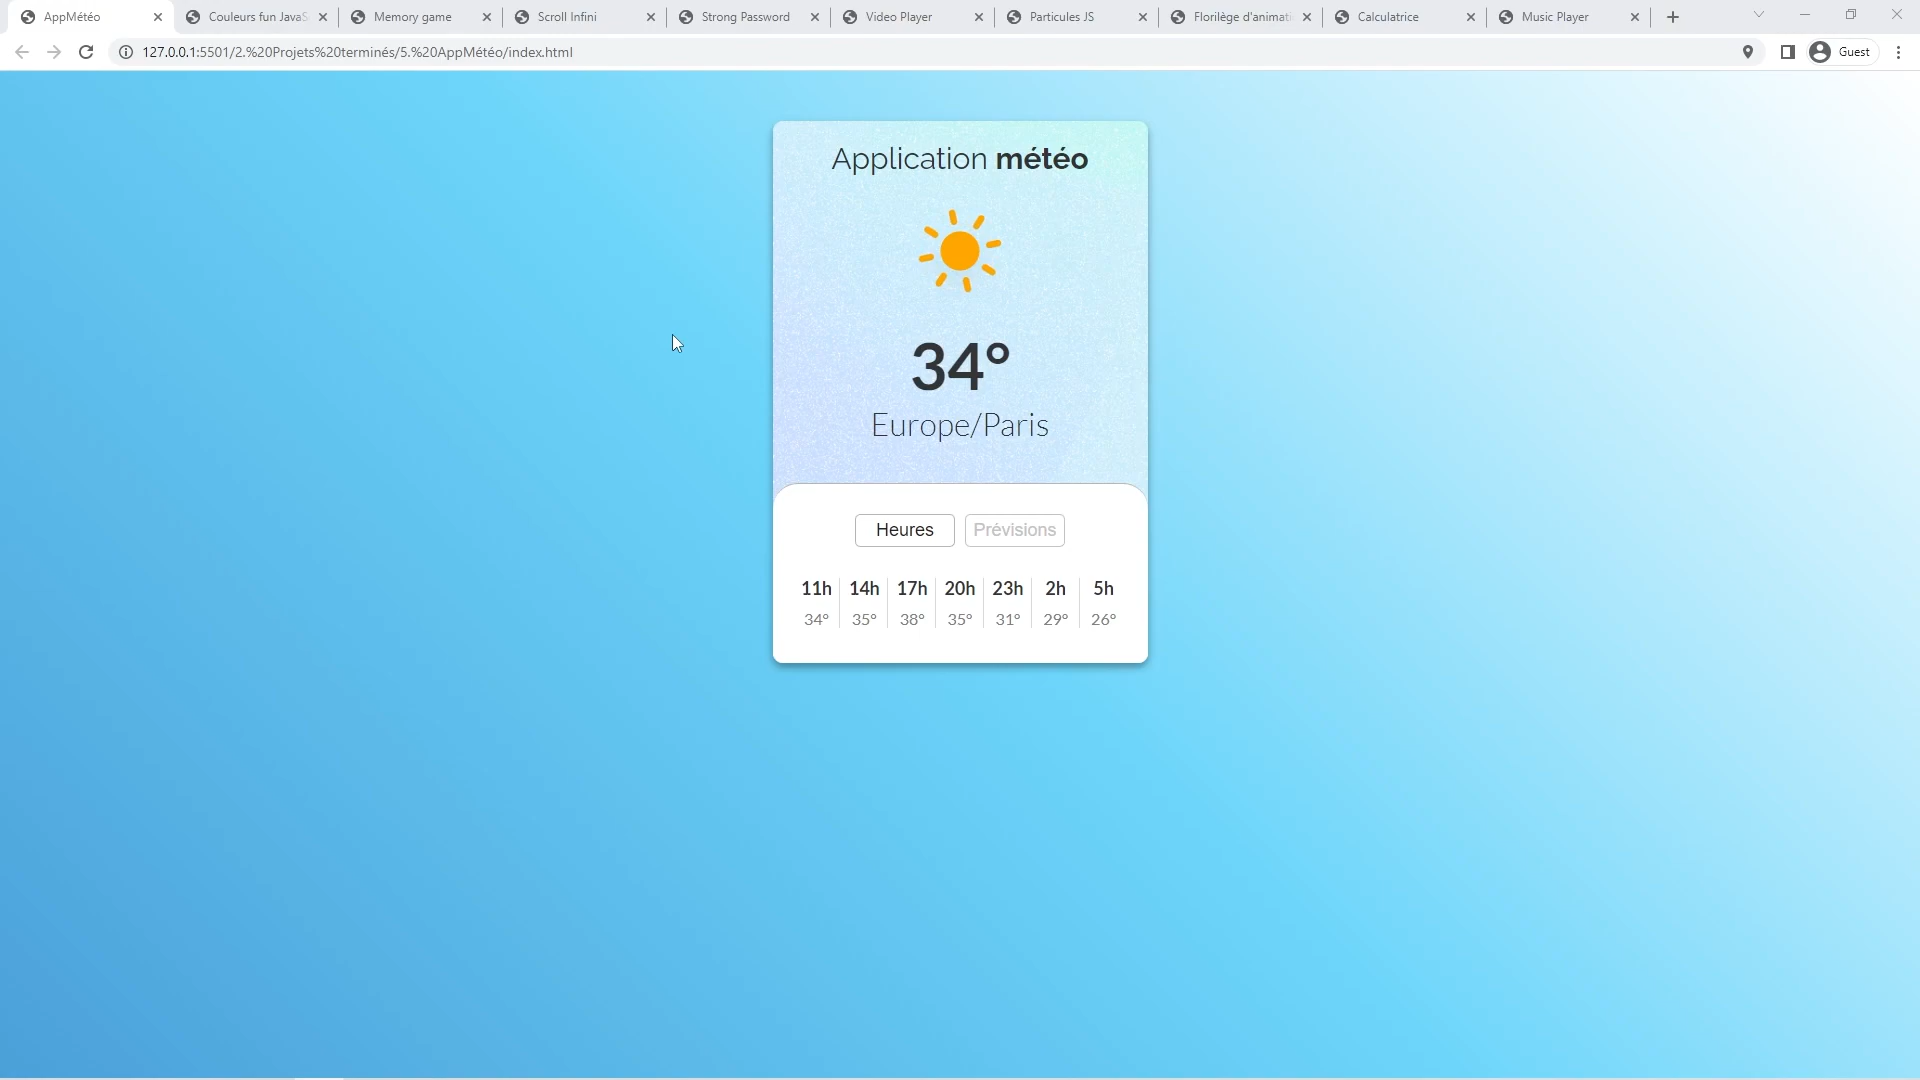 AppMétéo
Couleurs fun JavaS
Memory game
Scroll Infini
Strong Password
Video Player
Particules JS
Florilège d'animati
Calculatrice
Music Player
127.0.0.1:5501/2.%20Projets%20terminés/5.%20AppMétéo/index.html
Guest
Application météo
34°
Europe/Paris
Heures Prévisions
11h 14h 17h 20h 23h 2h 5h
34° 35° 38° 35° 31° 29° 26°